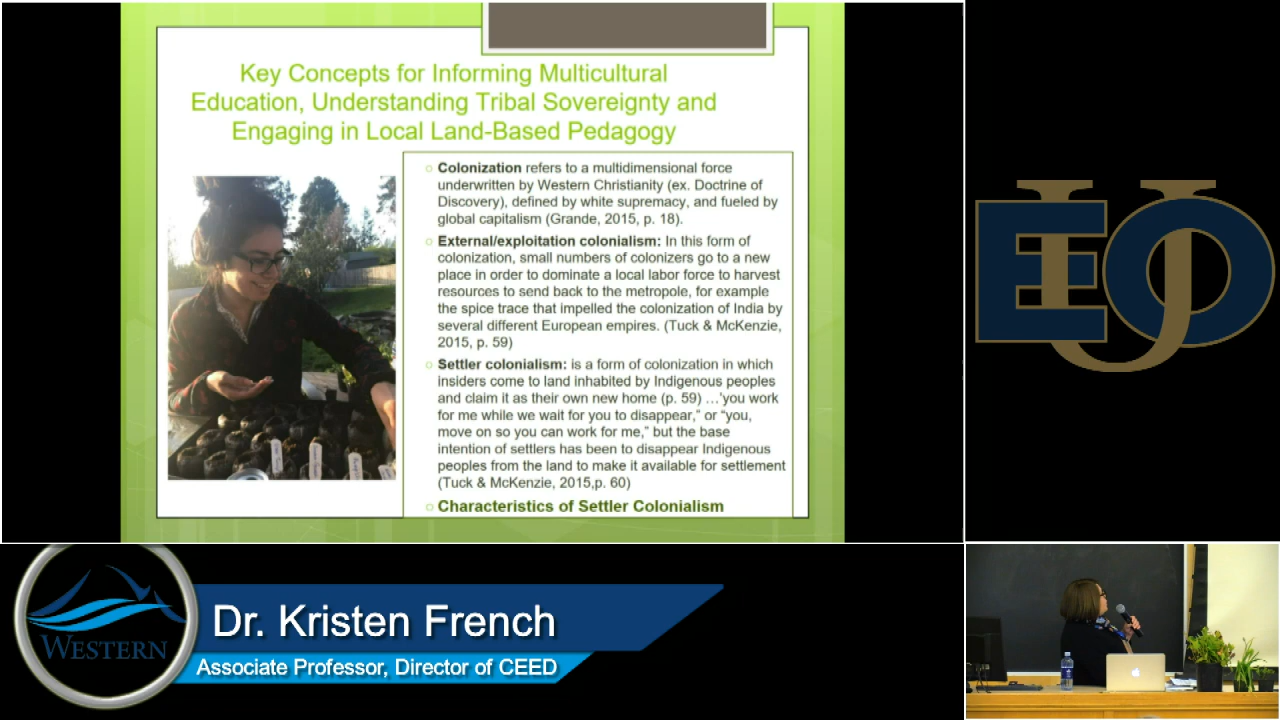 Key Concepts for Informing Multicultural
Education, Understanding Tribal Sovereignty and
Engaging in Local Land-Based Pedagogy
Colonization refers to a multidimensional force
underwritten by Western Christianity (ex. Doctrine of
Discovery), defined by white supremacy, and fueled by
global capitalism (Grande, 2015, p. 18).
External/exploitation colonialism: In this form of
colonization, small numbers of colonizers go to a new
place in order to dominate a local labor force to harvest
resources to send back to the metropole, for example
the spice trace that impelled the colonization of India by
several different European empires. (Tuck & McKenzie,
2015, p. 59)
Settler colonialism: is a form of colonization in which
insiders come to land inhabited by Indigenous peoples
and claim it as their own new home (p. 59) …'you work
for me while we wait for you to disappear,” or “you,
move on so you can work for me,” but the base
intention of settlers has been to disappear Indigenous
peoples from the land to make it available for settlement
(Tuck & McKenzie, 2015,p. 60)
Characteristics of Settler Colonialism
EJO
WESTERN
Dr. Kristen French
Associate Professor, Director of CEED